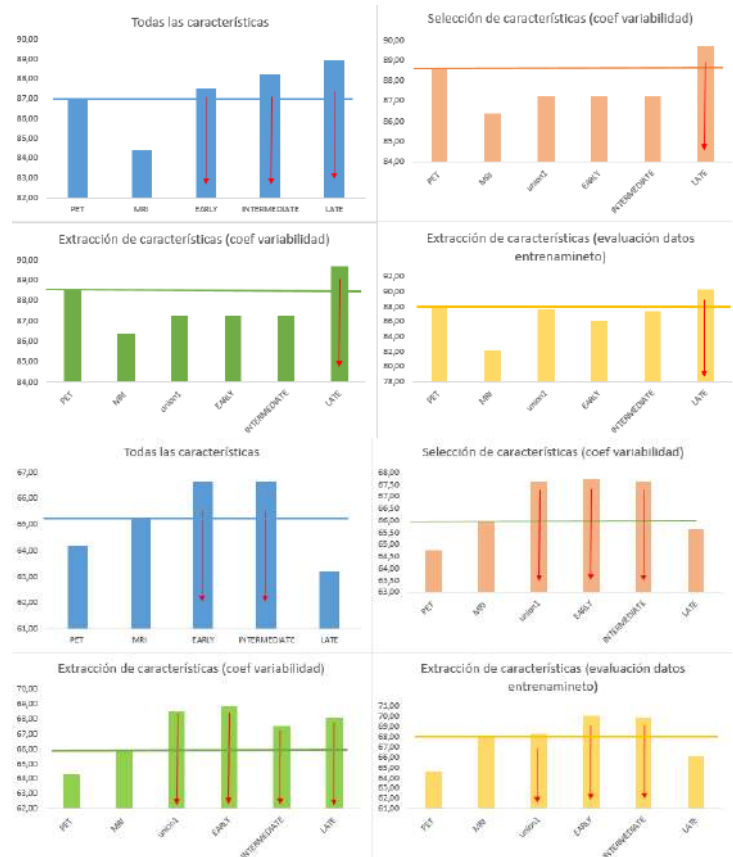 Todas las características
90,00
89,00
88,00
87,00
86,00
85,00
84,00
83,00
82,00
PET
MRI
EARLY
INTERMEDIATE
LATE
Selección de características (coef variabilidad)
90,00
89,00
88,00
87,00
86,00
85,00
84,00
PET
MRI
union1
EARLY
INTERMEDIATE
LATE
Extracción de características (coef variabilidad)
90,00
89,00
88,00
87,00
86,00
85,00
84,00
PET
MRI
union1
EARLY
INTERMEDIATE
LATE
Extracción de características (evaluación datos
entrenamineto)
92,00
90,00
88,00
86,00
84,00
82,00
80,00
78,00
PET
MRI
union1
EARLY
INTERMEDIATE
LATE
Todas las características
67,00
66,00
65,00
64,00
63,00
62,00
61,00
PET
MRI
EARLY
INTERMEDIATE
LATE
Selección de características (coef variabilidad)
68,00
67,50
67,00
66,50
66,00
65,50
65,00
64,50
64,00
63,50
63,00
PET
MRI
union1
EARLY
INTERMEDIATE
LATE
Extracción de características (coef variabilidad)
70,00
69,00
68,00
67,00
66,00
65,00
64,00
63,00
62,00
PET
MRI
union1
EARLY
INTERMEDIATE
LATE
Extracción de características (evaluación datos
entrenamineto)
71,00
70,00
69,00
68,00
67,00
66,00
65,00
64,00
63,00
62,00
61,00
PET
MRI
union1
EARLY
INTERMEDIATE
LATE